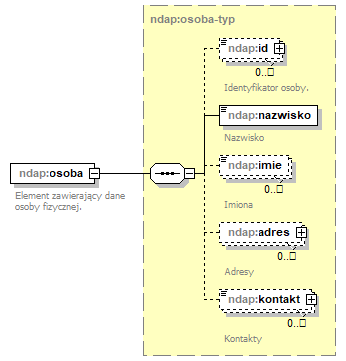 ndap:osoba-typ
ndap:id
0..□
Identyfikator osoby.
ndap:nazwisko
Nazwisko
ndap:osoba
Element zawierający dane
osoby fizycznej.
ndap:imie
0..□
Imiona
ndap:adres
0..□
Adresy
ndap:kontakt
0..□
Kontakty